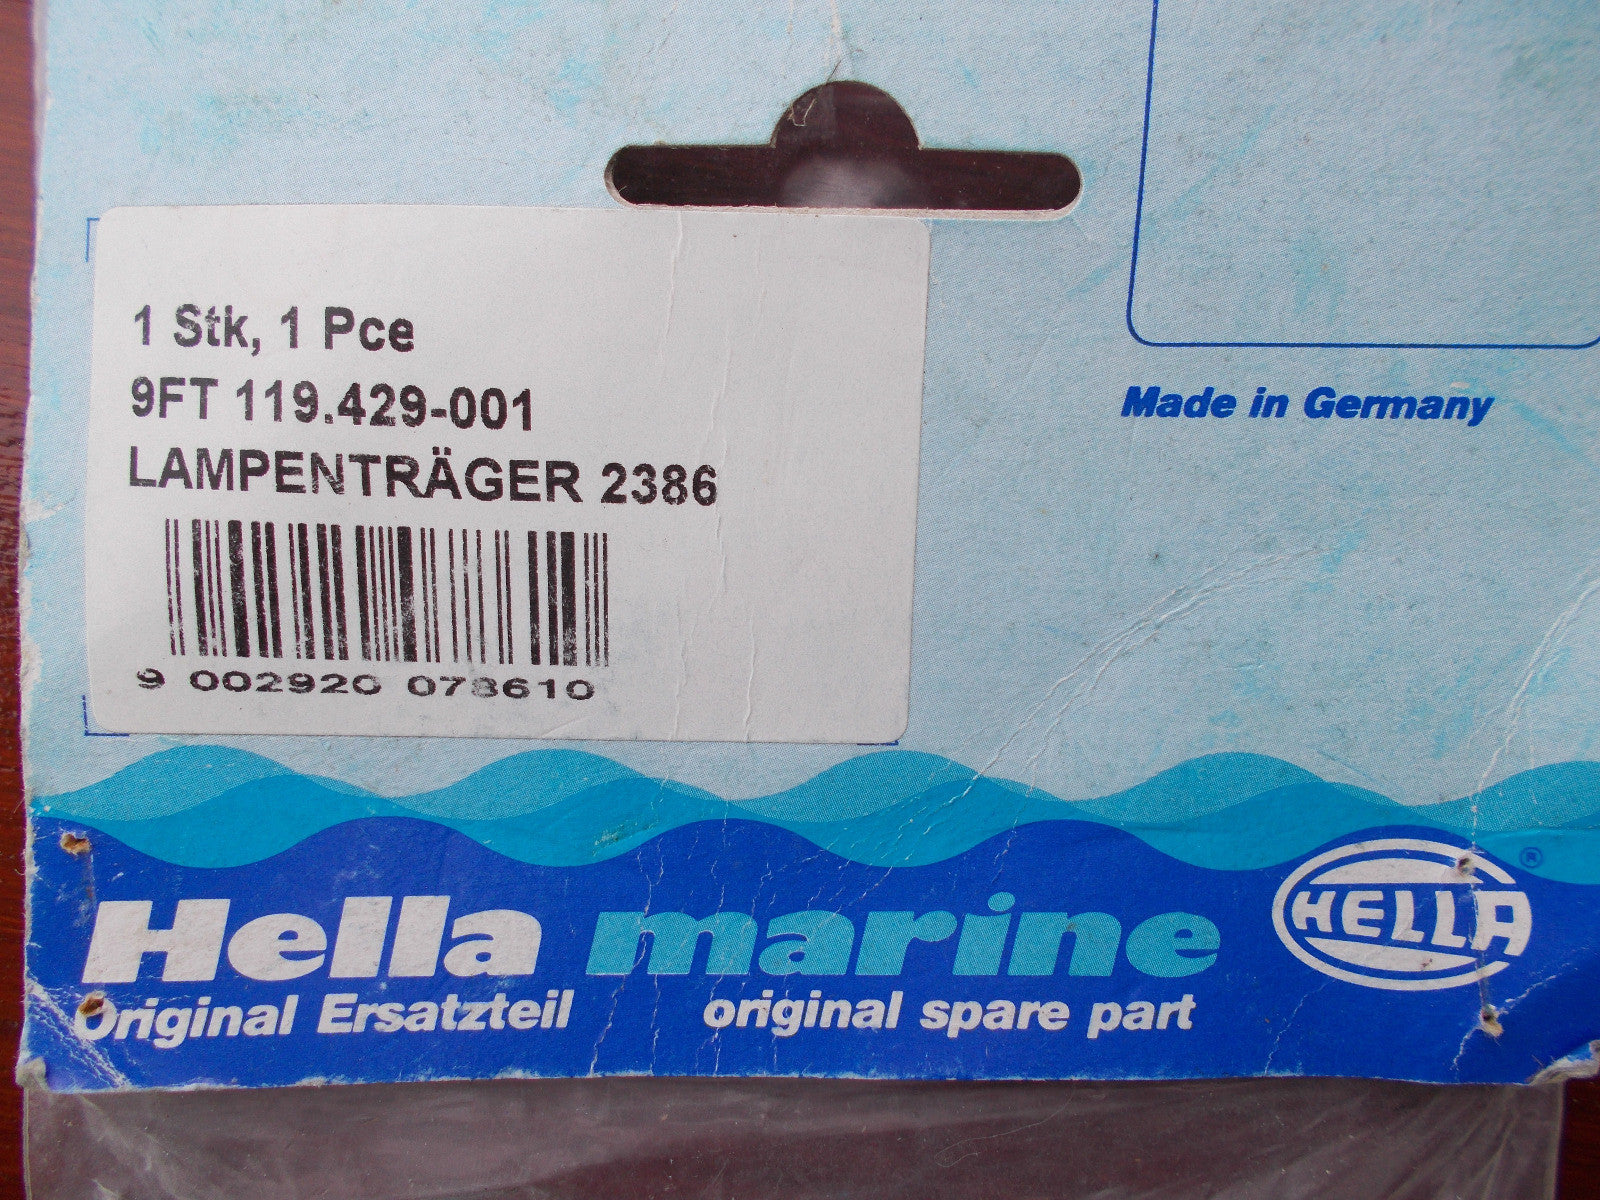 1 Stk, 1 Pce
9FT 119.429-001
LAMPENTRÄGER 2386
9 002920 078610
Made in Germany
Hella marine
Original Ersatzteil original spare part
HELLA ®